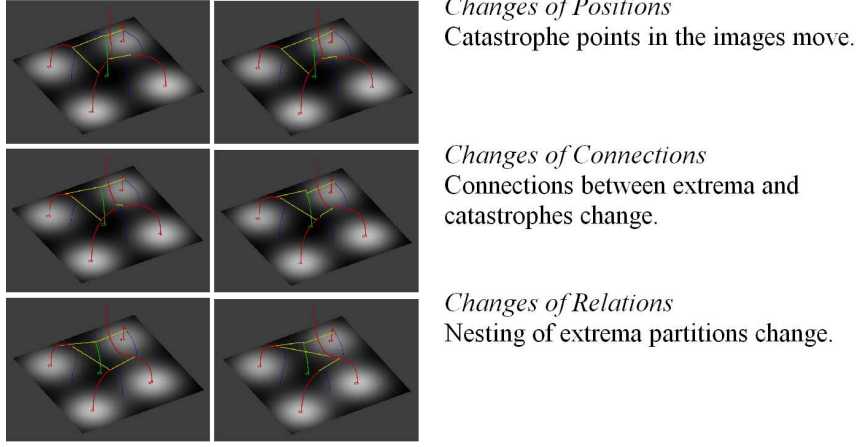 Changes of Positions
Catastrophe points in the images move.
Changes of Connections
Connections between extrema and
catastrophes change.
Changes of Relations
Nesting of extrema partitions change.